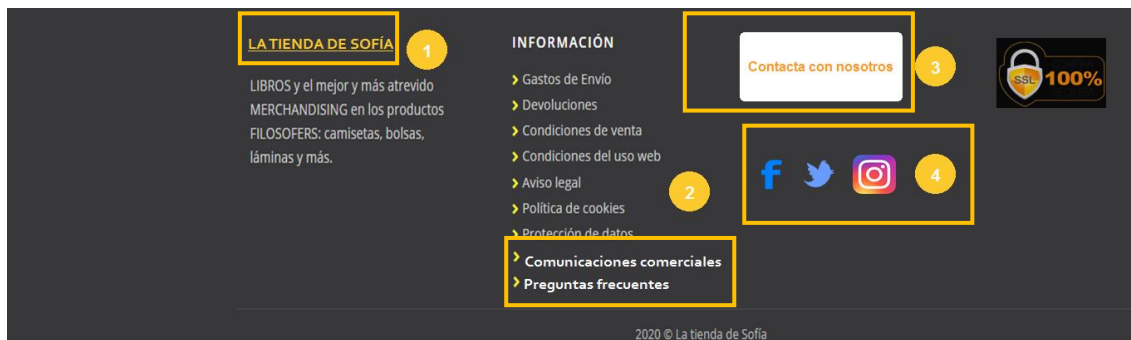 LA TIENDA DE SOFÍA
1
LIBROS y el mejor y más atrevido
MERCHANDISING en los productos
FILOSOFERS: camisetas, bolsas,
láminas y más.
INFORMACIÓN
Gastos de Envío
Devoluciones
Condiciones de venta
Condiciones del uso web
Aviso legal
Política de cookies
Protección de datos
Comunicaciones comerciales
Preguntas frecuentes
2
Contacta con nosotros
3
4
SSL 100%
2020 © La tienda de Sofía